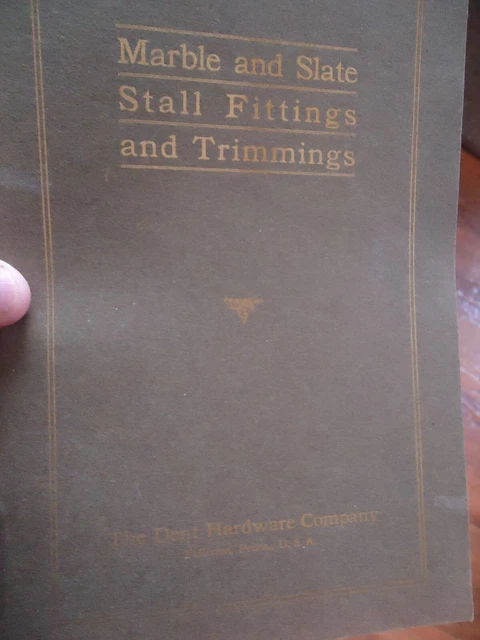 Marble and Slate
Stall Fittings
and Trimmings
The Dent Hardware Company
Penna. U. S. A.